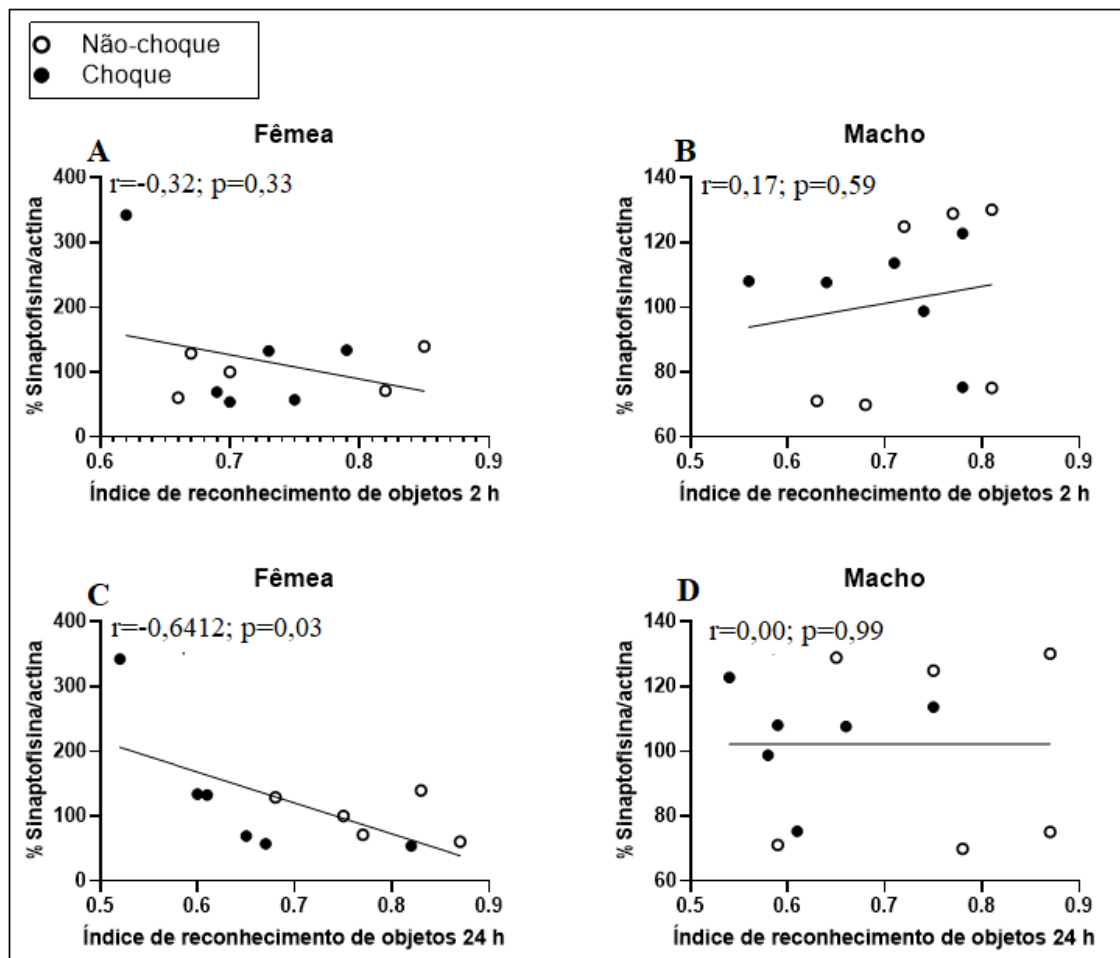 Não-choque
Choque
A
Fêmea
r=-0,32; p=0,33
400
300
200
100
0
% Sinaptofisina/actina
0.6 0.7 0.8 0.9
Índice de reconhecimento de objetos 2 h
B
Macho
r=0,17; p=0,59
140
120
100
80
60
% Sinaptofisina/actina
0.5 0.6 0.7 0.8 0.9
Índice de reconhecimento de objetos 2 h
C
Fêmea
r=-0,6412; p=0,03
400
300
200
100
0
% Sinaptofisina/actina
0.5 0.6 0.7 0.8 0.9
Índice de reconhecimento de objetos 24 h
D
Macho
r=0,00; p=0,99
140
120
100
80
60
% Sinaptofisina/actina
0.5 0.6 0.7 0.8 0.9
Índice de reconhecimento de objetos 24 h